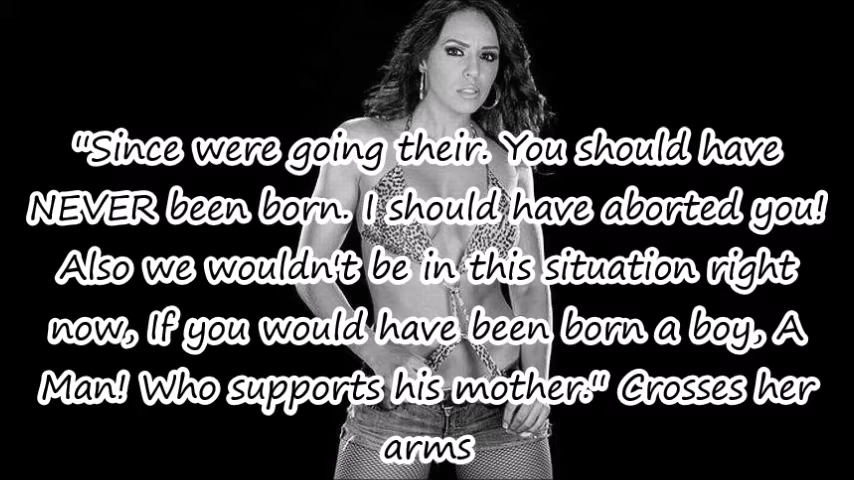 "Since were going their. You should have
NEVER been born. I should have aborted you!
Also we wouldn't be in this situation right
now, If you would have been born a boy, A
Man! Who supports his mother." Crosses her
arms